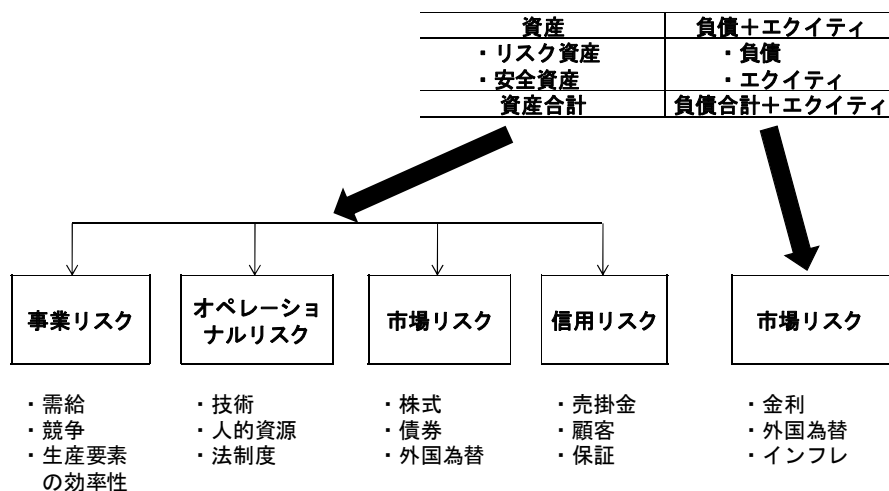 資産 負債＋エクイティ
・リスク資産 ・負債
・安全資産 ・エクイティ
資産合計 負債合計＋エクイティ
事業リスク
オペレーショ
ナルリスク
市場リスク
信用リスク
市場リスク
・需給
・競争
・生産要素
の効率性
・技術
・人的資源
・法制度
・株式
・債券
・外国為替
・売掛金
・顧客
・保証
・金利
・外国為替
・インフレ